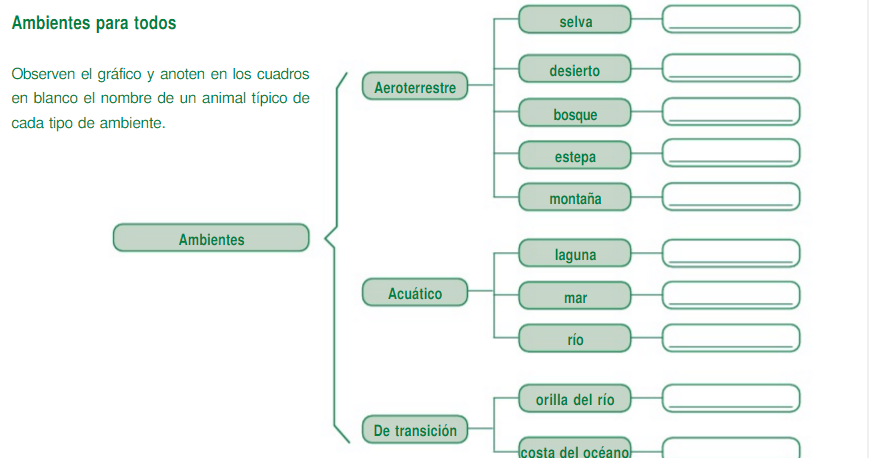 Ambientes para todos
Observen el gráfico y anoten en los cuadros
en blanco el nombre de un animal típico de
cada tipo de ambiente.
Ambientes
Aeroterrestre
selva
desierto
bosque
estepa
montaña
Acuático
laguna
mar
río
De transición
orilla del río
costa del océano